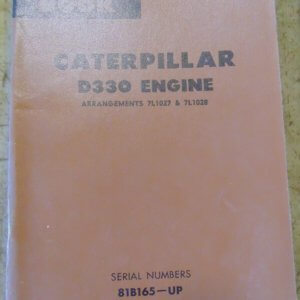 CATERPILLAR
D330 ENGINE
ARRANGEMENTS 7L1027 & 7L1028
SERIAL NUMBERS
81B165—UP